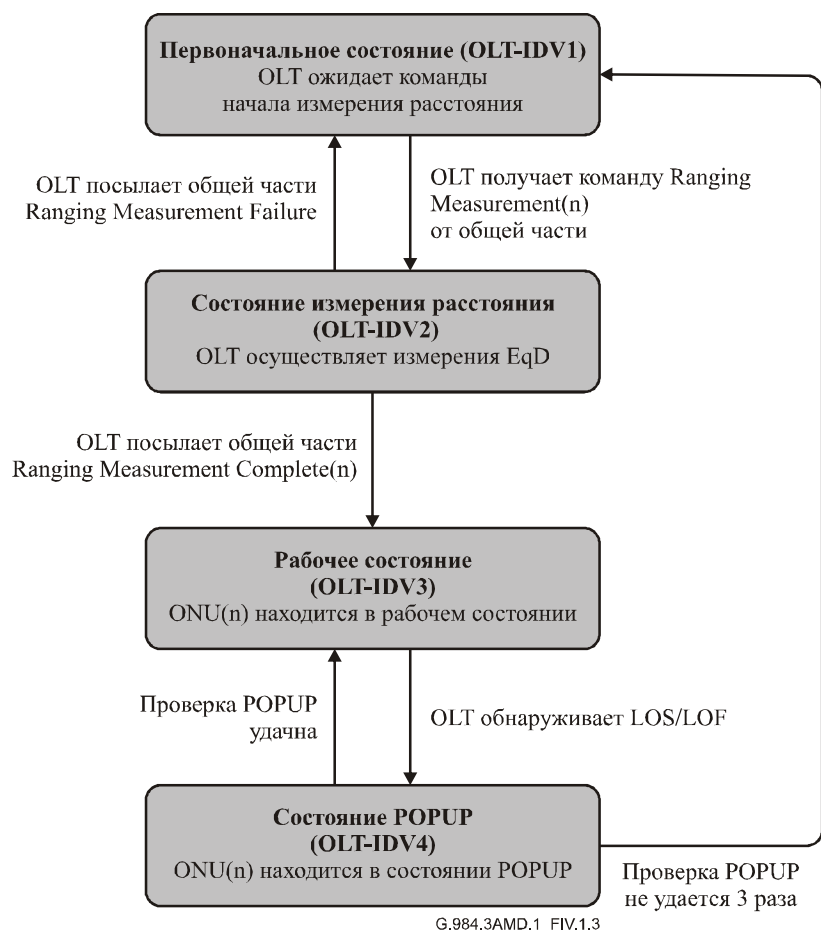 Первоначальное состояние (OLT-IDV1)
OLT ожидает команды
начала измерения расстояния
OLT посылает общей части
Ranging Measurement Failure
OLT получает команду Ranging
Measurement(n)
от общей части
Состояние измерения расстояния
(OLT-IDV2)
OLT осуществляет измерения EqD
OLT посылает общей части
Ranging Measurement Complete(n)
Рабочее состояние
(OLT-IDV3)
ONU(n) находится в рабочем состоянии
Проверка POPUP
удачна
OLT обнаруживает LOS/LOF
Состояние POPUP
(OLT-IDV4)
ONU(n) находится в состоянии POPUP
Проверка POPUP
не удается 3 раза
G.984.3AMD.1_FIV.1.3